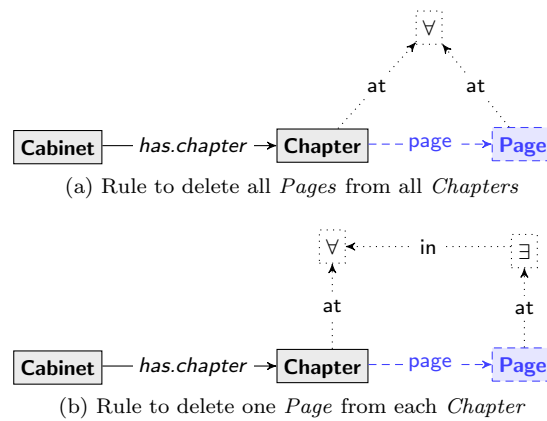 ∀
at at
Cabinet has.chapter Chapter page Page
(a) Rule to delete all Pages from all Chapters
∀ in ∃
at at
Cabinet has.chapter Chapter page Page
(b) Rule to delete one Page from each Chapter